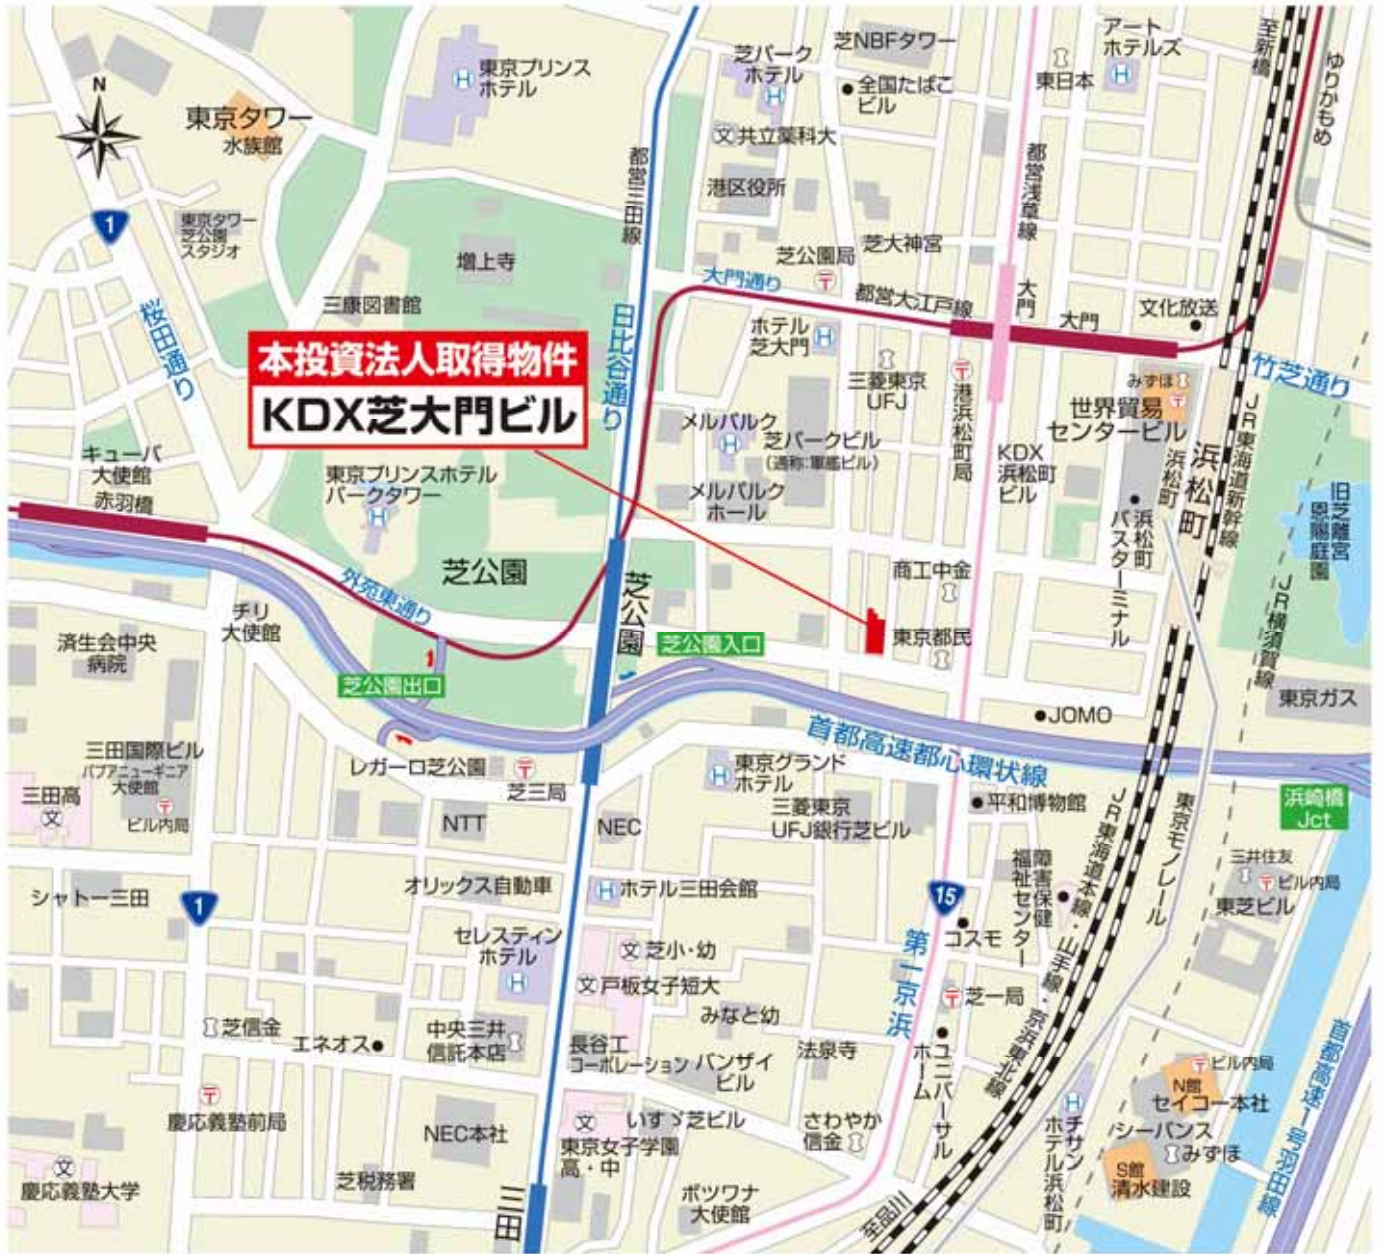 N
東京タワー
水族館
東京プリンス
ホテル
芝パーク
ホテル
芝NBFタワー
全国たばこ
ビル
アート
ホテルズ
東日本
至新橋
ゆりかもめ
文共立薬科大
港区役所
都営三田線
都営浅草線
1
東京タワー
芝公園
スタジオ
増上寺
三康図書館
芝大神宮
芝公園局
大門通り
都営大江戸線
大門
大門
文化放送
桜田通り
日比谷通り
ホテル
芝大門
三菱東京
UFJ
港浜松町局
みずほ
世界貿易
センタービル
浜松町
浜松町
竹芝通り
JR東海道新幹線
本投資法人取得物件
KDX芝大門ビル
メルパルク
芝パークビル
(通称:軍艦ビル)
メルパルク
ホール
KDX
浜松町
ビル
浜松町
バスターミナル
旧芝離宮
恩賜庭園
キューバ
大使館
赤羽橋
東京プリンスホテル
パークタワー
芝公園
芝公園
外苑東通り
商工中金
東京都民
JR横須賀線
チリ
大使館
済生会中央
病院
芝公園入口
芝公園出口
東京ガス
JOMO
首都高速都心環状線
三田国際ビル
パプアニューギニア
大使館
ビル内局
三田高
文
レガーロ芝公園
芝三局
東京グランド
ホテル
三菱東京
UFJ銀行芝ビル
平和博物館
浜崎橋
Jct
NTT
NEC
JR東海道本線・山手線・京浜東北線
東京モノレール
三井住友
ビル内局
東芝ビル
シャトー三田
1
オリックス自動車
ホテル三田会館
障害保健
福祉センター
15
コスモ
セレスティン
ホテル
文芝小・幼
文戸板女子短大
第一京浜
みなと幼
芝一局
芝信金
エネオス
中央三井
信託本店
長谷工
コーポレーション
バンザイ
ビル
法泉寺
ユニバーサル
ホーム
首都高速1号羽田線
ビル内局
N館
セイコー本社
慶応義塾前局
NEC本社
文
東京女子学園
高・中
いすゞ芝ビル
さわやか
信金
チサン
ホテル浜松町
シーバンス
みずほ
S館
清水建設
文
慶応義塾大学
芝税務署
三田
ボツワナ
大使館
至品川